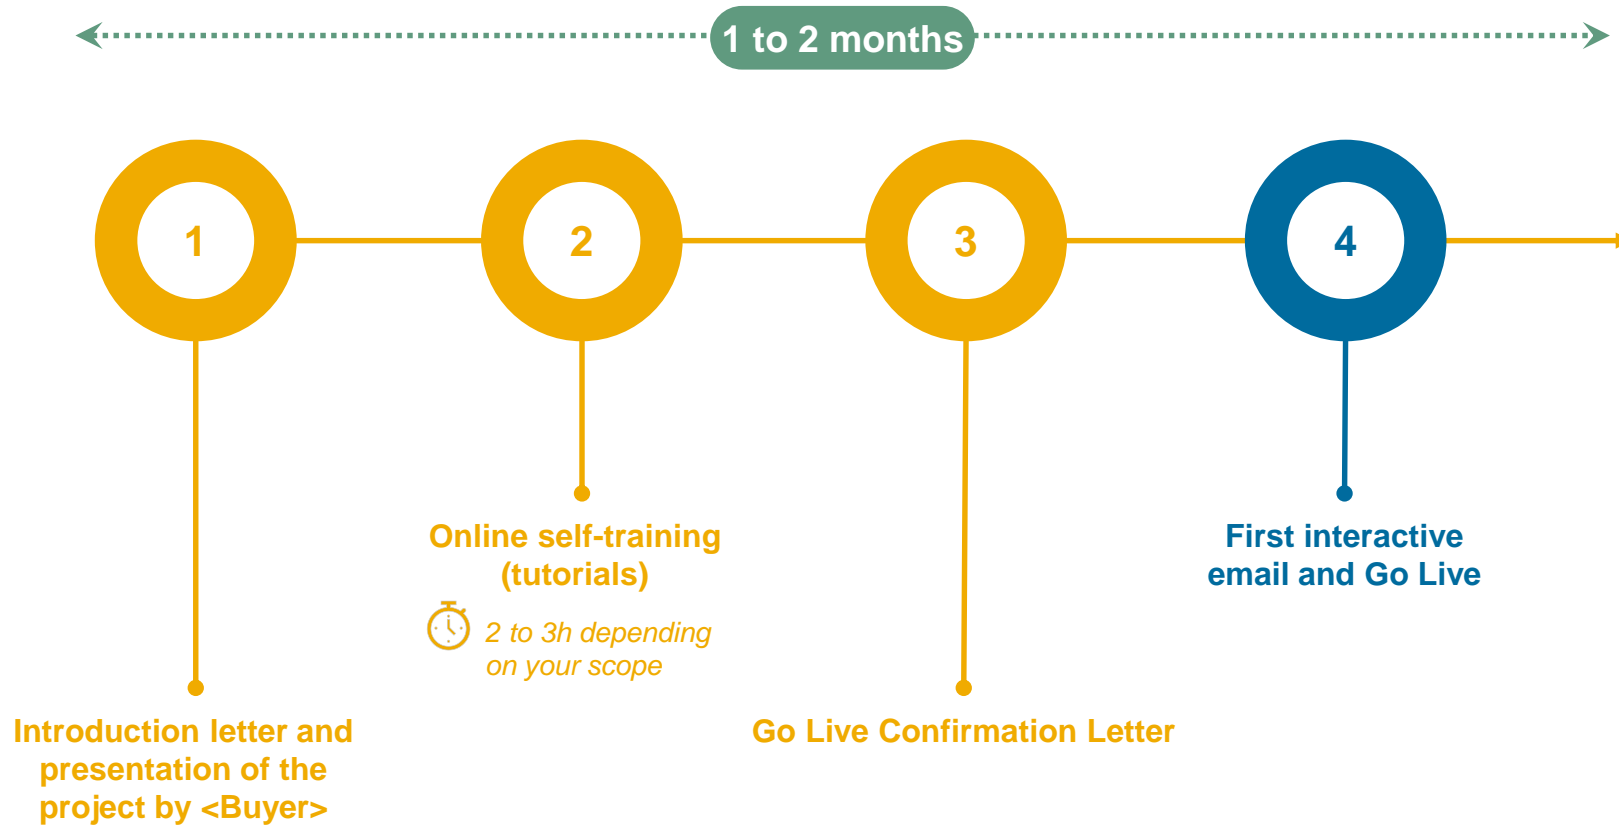 1 to 2 months
1
2
3
4
Online self-training
(tutorials)
2 to 3h depending
on your scope
First interactive
email and Go Live
Introduction letter and
presentation of the
project by <Buyer>
Go Live Confirmation Letter